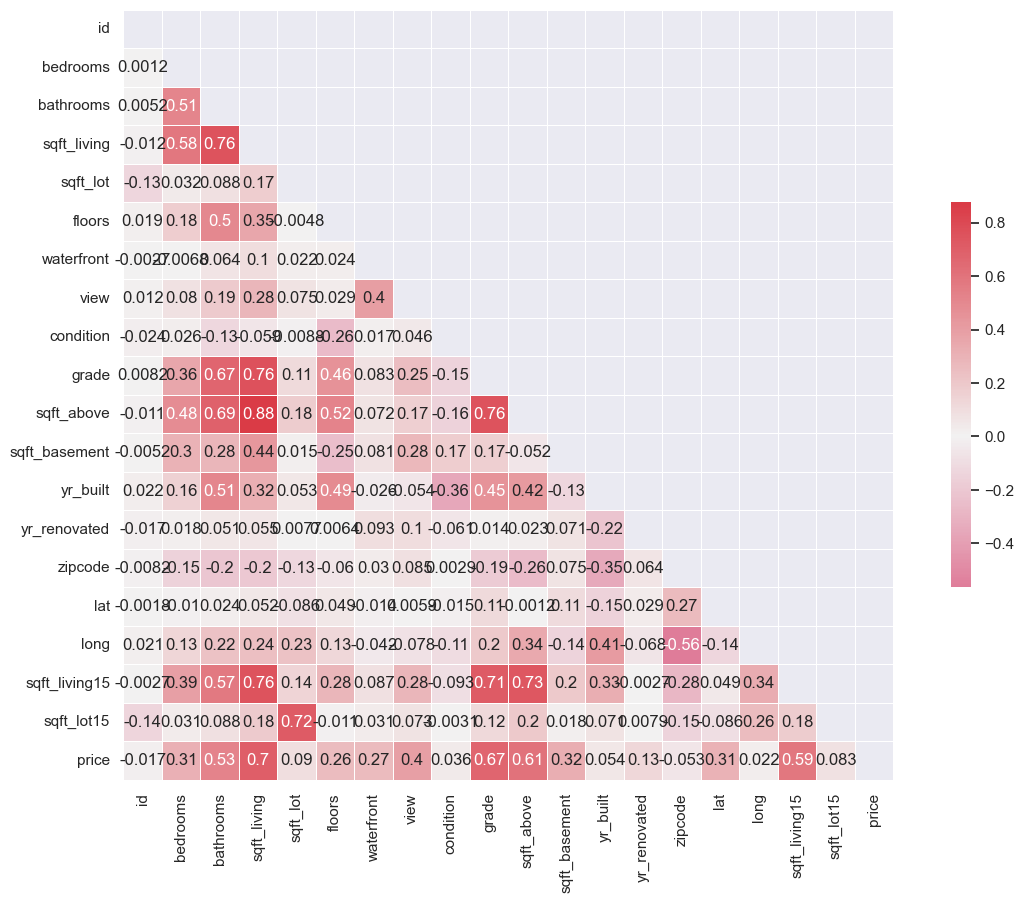 id
bedrooms 0.0012
bathrooms 0.0052 0.51
sqft_living -0.012 0.58 0.76
sqft_lot -0.13 0.032 0.088 0.17
floors 0.019 0.18 0.5 0.35 -0.0048
waterfront -0.0027 -0.0068 0.064 0.1 0.022 0.024
view 0.012 0.08 0.19 0.28 0.075 0.029 0.4
condition -0.024 0.026 -0.13 -0.059 -0.0088 -0.26 0.017 0.046
grade 0.0082 0.36 0.67 0.76 0.11 0.46 0.083 0.25 -0.15
sqft_above -0.011 0.48 0.69 0.88 0.18 0.52 0.072 0.17 -0.16 0.76
sqft_basement -0.0052 0.3 0.28 0.44 0.015 -0.25 0.081 0.28 0.17 0.17 -0.052
yr_built 0.022 0.16 0.51 0.32 0.053 0.49 -0.026 -0.054 -0.36 0.45 0.42 -0.13
yr_renovated -0.017 0.018 0.051 0.055 0.0077 0.0064 0.093 0.1 -0.061 0.014 0.023 0.071 -0.22
zipcode -0.0082 -0.15 -0.2 -0.2 -0.13 -0.06 0.03 0.085 0.0029 -0.19 -0.26 0.075 -0.35 0.064
lat -0.0018 -0.01 0.024 0.052 -0.086 0.049 -0.014 0.0059 -0.015 0.11 -0.0012 0.11 -0.15 0.029 0.27
long 0.021 0.13 0.22 0.24 0.23 0.13 -0.042 -0.078 -0.11 0.2 0.34 -0.14 0.41 -0.068 -0.56 -0.14
sqft_living15 -0.0027 0.39 0.57 0.76 0.14 0.28 0.087 0.28 -0.093 0.71 0.73 0.2 0.33 -0.0027 -0.28 0.049 0.34
sqft_lot15 -0.14 0.031 0.088 0.18 0.72 -0.011 0.031 0.073 -0.0031 0.12 0.2 0.018 0.071 0.0079 -0.15 -0.086 0.26 0.18
price -0.017 0.31 0.53 0.7 0.09 0.26 0.27 0.4 0.036 0.67 0.61 0.32 0.054 0.13 -0.053 0.31 0.022 0.59 0.083
id
bedrooms
bathrooms
sqft_living
sqft_lot
floors
waterfront
view
condition
grade
sqft_above
sqft_basement
yr_built
yr_renovated
zipcode
lat
long
sqft_living15
sqft_lot15
price
0.8
0.6
0.4
0.2
0.0
−0.2
−0.4